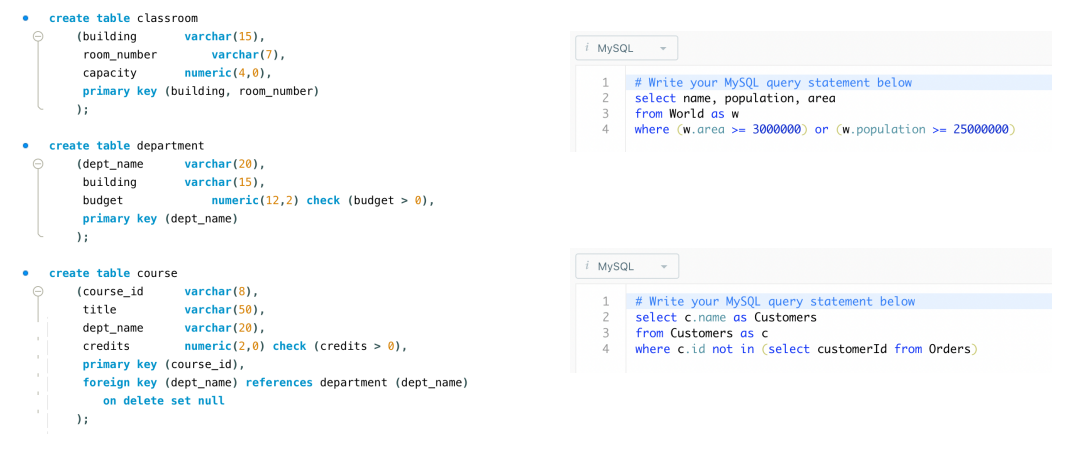 create table classroom
(building varchar(15),
room_number varchar(7),
capacity numeric(4,0),
primary key (building, room_number)
);
create table department
(dept_name varchar(20),
building varchar(15),
budget numeric(12,2) check (budget > 0),
primary key (dept_name)
);
create table course
(course_id varchar(8),
title varchar(50),
dept_name varchar(20),
credits numeric(2,0) check (credits > 0),
primary key (course_id),
foreign key (dept_name) references department (dept_name)
on delete set null
);
i MySQL
1 # Write your MySQL query statement below
2 select name, population, area
3 from World as w
4 where (w.area >= 3000000) or (w.population >= 25000000)
i MySQL
1 # Write your MySQL query statement below
2 select c.name as Customers
3 from Customers as c
4 where c.id not in (select customerId from Orders)